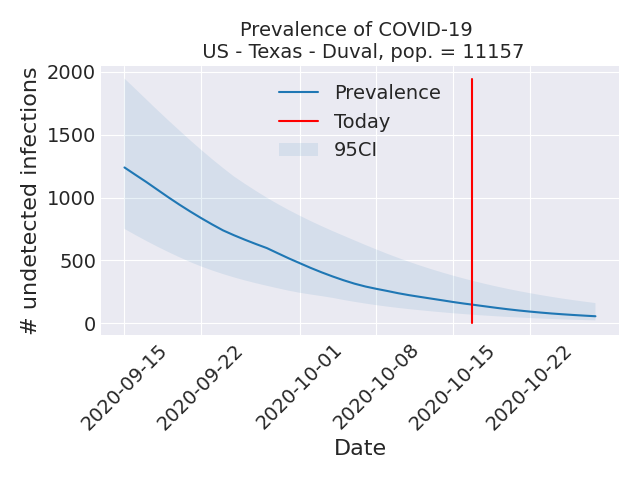 Prevalence of COVID-19
US - Texas - Duval, pop. = 11157
# undetected infections
2000
1500
1000
500
0
Prevalence
Today
95CI
2020-09-15
2020-09-22
2020-10-01
2020-10-08
2020-10-15
2020-10-22
Date